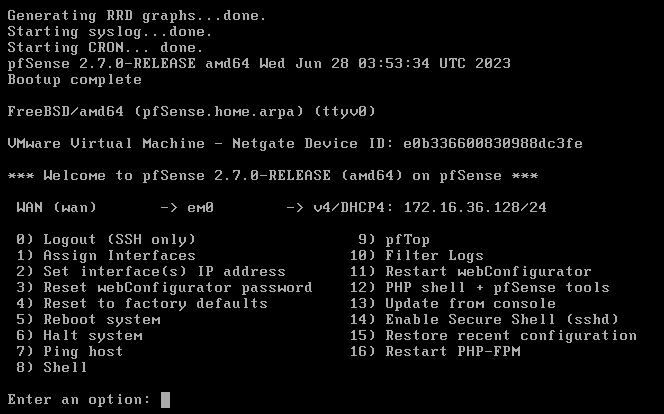 Generating RRD graphs...done.
Starting syslog...done.
Starting CRON... done.
pfSense 2.7.0-RELEASE amd64 Wed Jun 28 03:53:34 UTC 2023
Bootup complete
FreeBSD/amd64 (pfSense.home.arpa) (ttyv0)
VMware Virtual Machine - Netgate Device ID: e0b336600830988dc3fe
*** Welcome to pfSense 2.7.0-RELEASE (amd64) on pfSense ***
WAN (wan)       -> em0        -> v4/DHCP4: 172.16.36.128/24
0) Logout (SSH only)                  9) pfTop
1) Assign Interfaces                 10) Filter Logs
2) Set interface(s) IP address       11) Restart webConfigurator
3) Reset webConfigurator password    12) PHP shell + pfSense tools
4) Reset to factory defaults         13) Update from console
5) Reboot system                     14) Enable Secure Shell (sshd)
6) Halt system                       15) Restore recent configuration
7) Ping host                         16) Restart PHP-FPM
8) Shell
Enter an option: